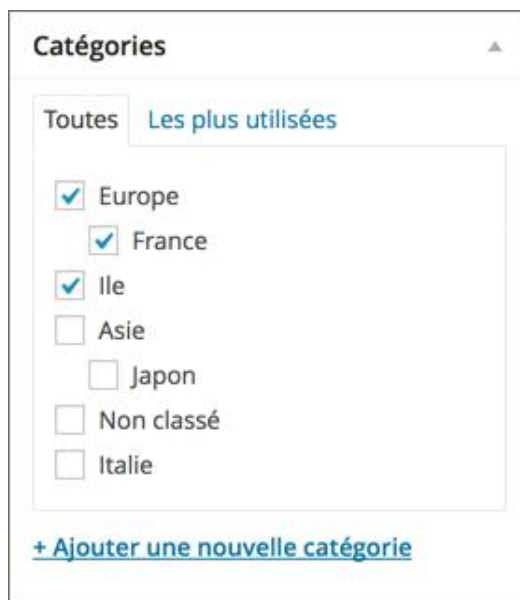 Catégories
Toutes Les plus utilisées
Europe
France
Ile
Asie
Japon
Non classé
Italie
+ Ajouter une nouvelle catégorie